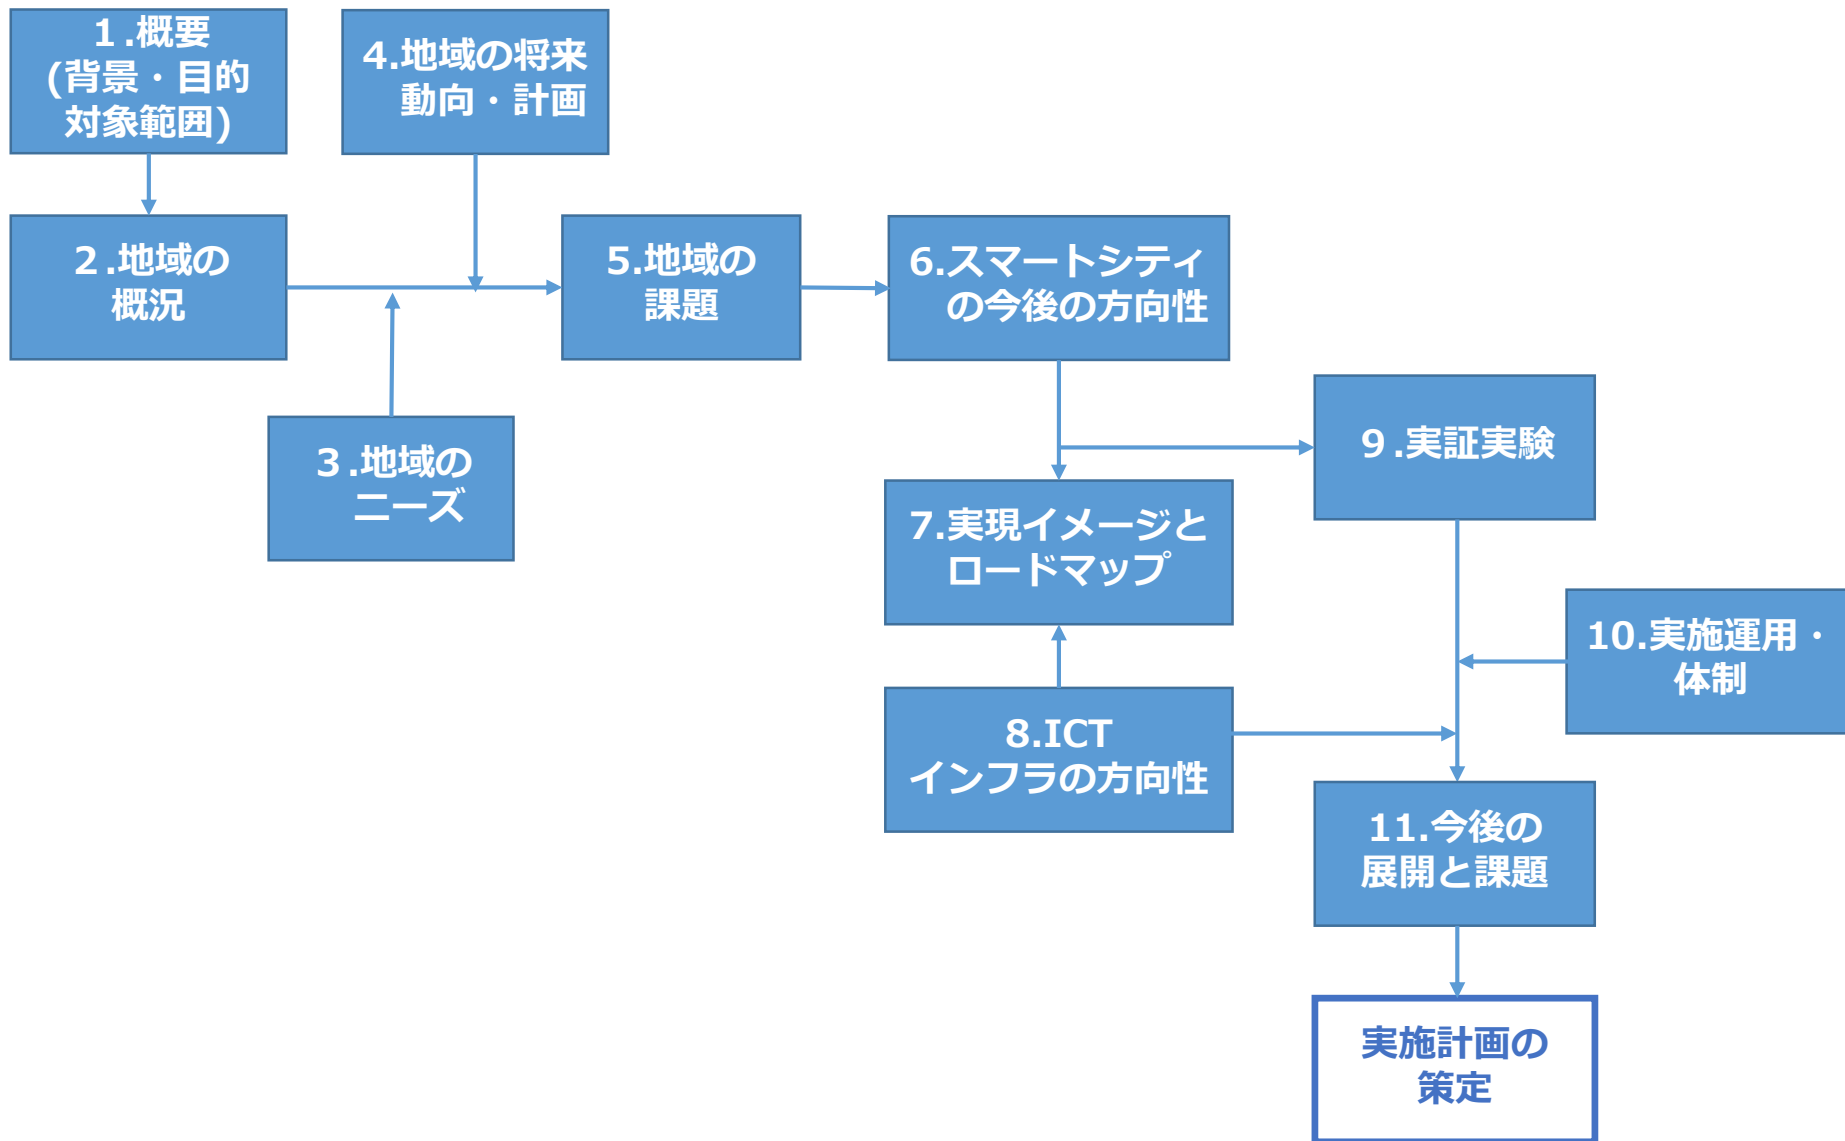 １.概要
(背景・目的
対象範囲)
4.地域の将来
動向・計画
２.地域の
概況
5.地域の
課題
6.スマートシティ
の今後の方向性
３.地域の
ニーズ
9.実証実験
7.実現イメージと
ロードマップ
10.実施運用・
体制
8.ICT
インフラの方向性
11.今後の
展開と課題
実施計画の
策定